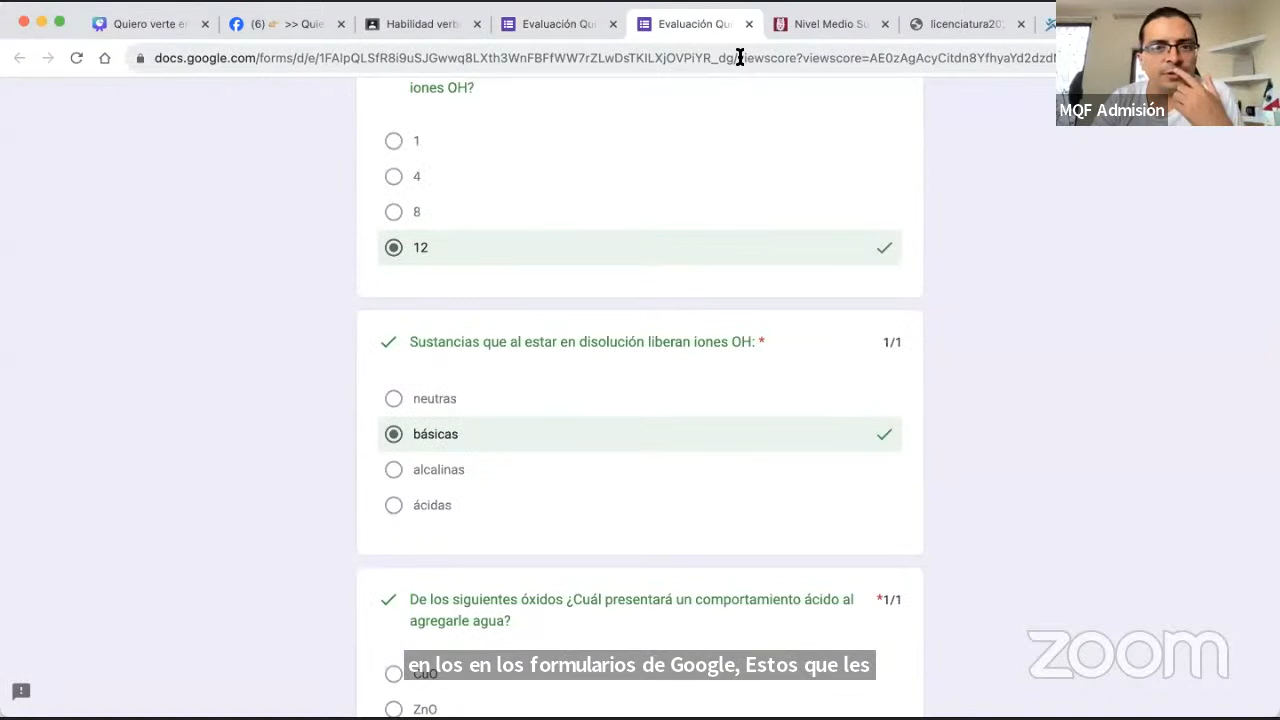 Quiero verte en
(6) 👉 >> Quie
Habilidad verb
Evaluación Qui
Evaluación Qu
Nivel Medio Su
licenciatura20
docs.google.com/forms/d/e/1FAIpQLSfR8i9uSJGwwq8LXth3WnFBFfWW7rZLwDsTKILXjOVPiYR_dg/viewscore?viewscore=AE0zAgAcyCitdn8YfhyaYd2dzdN
MQF Admisión
iones OH?
1
4
8
12
Sustancias que al estar en disolución liberan iones OH: *
1/1
neutras
básicas
alcalinas
ácidas
De los siguientes óxidos ¿Cuál presentará un comportamiento ácido al
*1/1
agregarle agua?
en los en los formularios de Google, Estos que les
CuO
ZnO
zoom